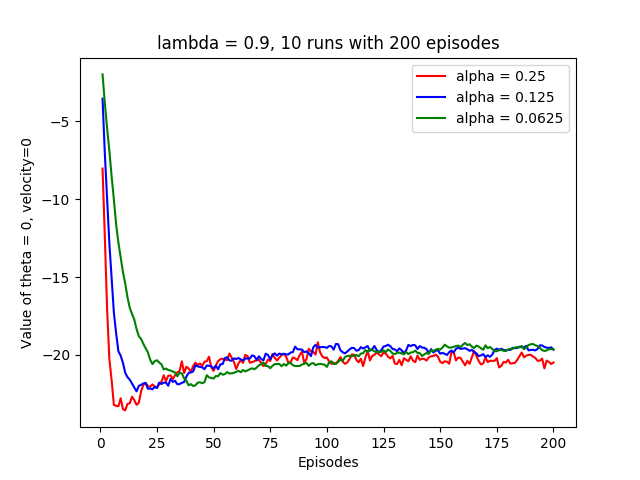 lambda = 0.9, 10 runs with 200 episodes
alpha = 0.25
alpha = 0.125
alpha = 0.0625
Value of theta = 0, velocity=0
−5
−10
−15
−20
0 25 50 75 100 125 150 175 200
Episodes